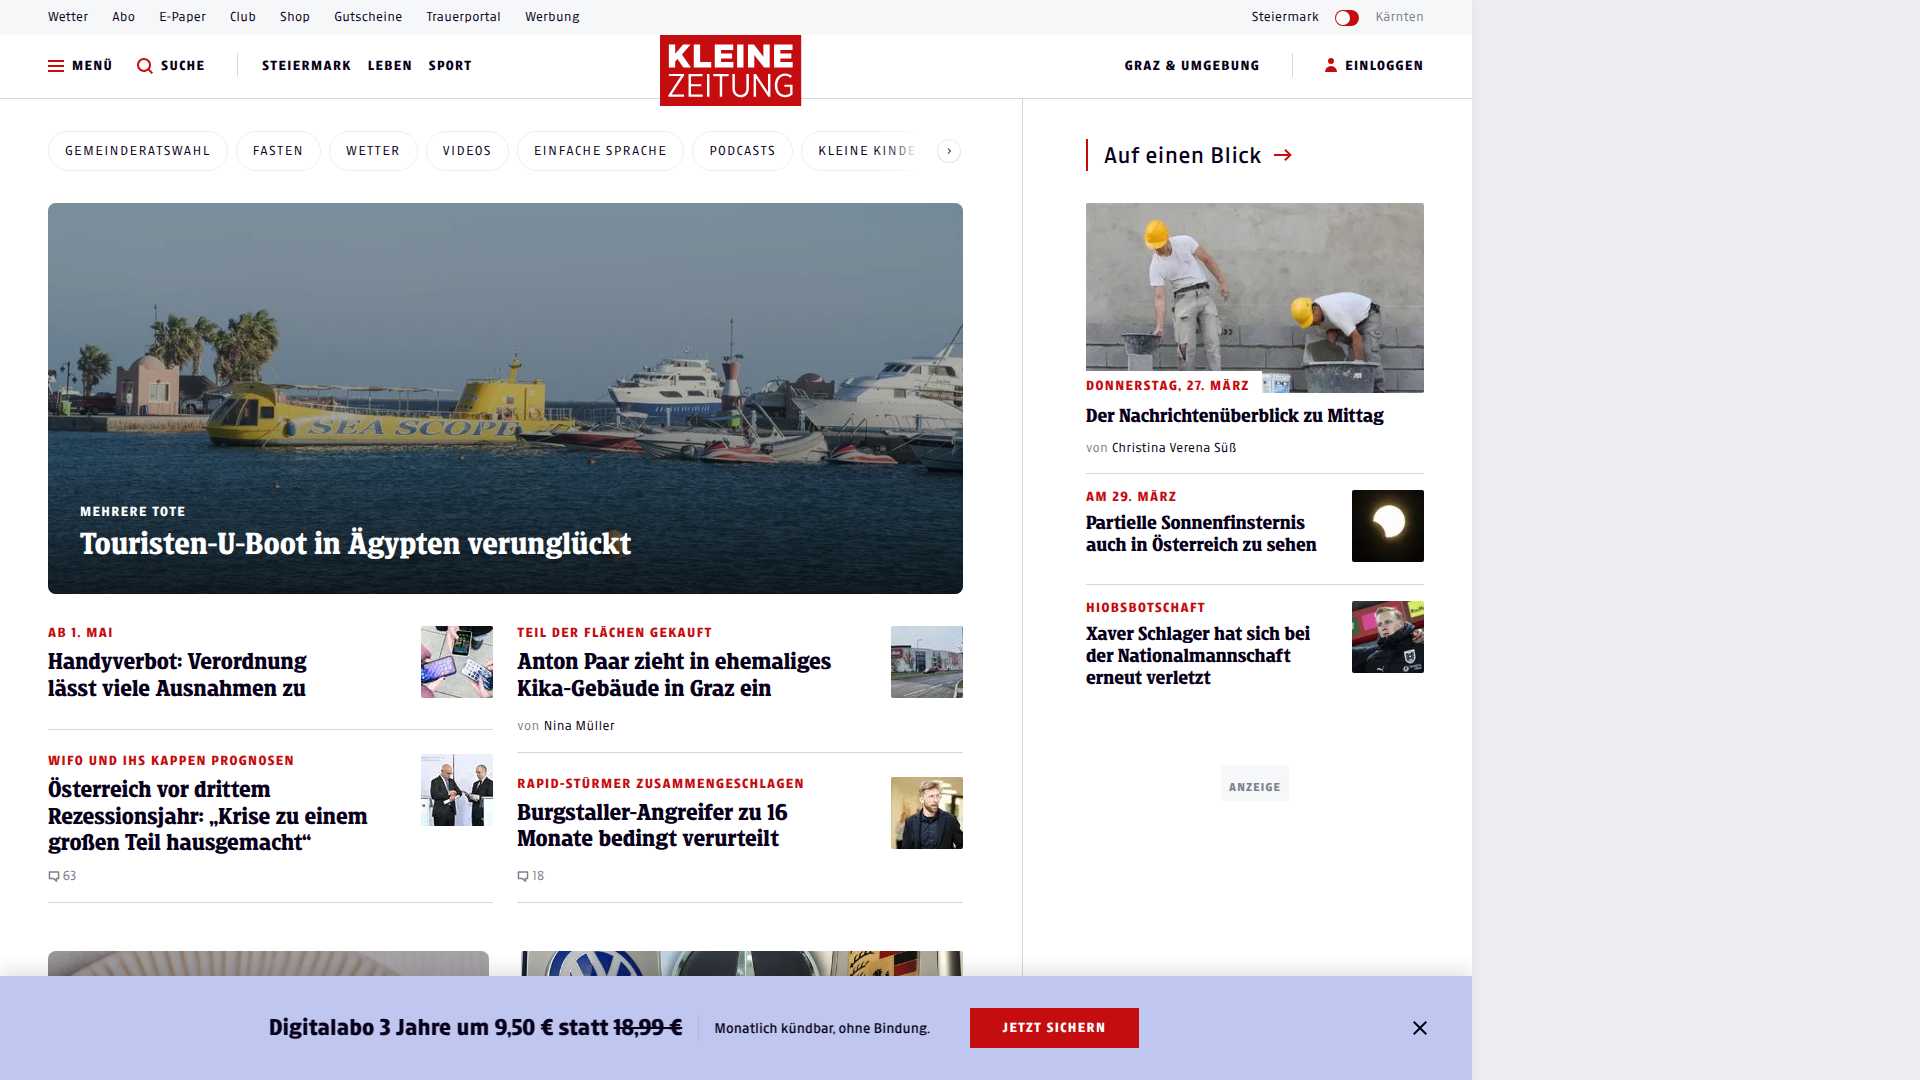 Wetter Abo E-Paper Club Shop Gutscheine Trauerportal Werbung Steiermark Kärnten
MENÜ SUCHE STEIERMARK LEBEN SPORT KLEINE ZEITUNG GRAZ & UMGEBUNG EINLOGGEN
GEMEINDERATSWAHL FASTEN WETTER VIDEOS EINFACHE SPRACHE PODCASTS KLEINE KINDE
SEA SCOPE
MEHRERE TOTE
Touristen-U-Boot in Ägypten verunglückt
AB 1. MAI
Handyverbot: Verordnung
lässt viele Ausnahmen zu
WIFO UND IHS KAPPEN PROGNOSEN
Österreich vor drittem
Rezessionsjahr: „Krise zu einem
großen Teil hausgemacht“
63
TEIL DER FLÄCHEN GEKAUFT
Anton Paar zieht in ehemaliges
Kika-Gebäude in Graz ein
von Nina Müller
RAPID-STÜRMER ZUSAMMENGESCHLAGEN
Burgstaller-Angreifer zu 16
Monate bedingt verurteilt
18
Auf einen Blick
DONNERSTAG, 27. MÄRZ
Der Nachrichtenüberblick zu Mittag
von Christina Verena Süß
AM 29. MÄRZ
Partielle Sonnenfinsternis
auch in Österreich zu sehen
HIOBSBOTSCHAFT
Xaver Schlager hat sich bei
der Nationalmannschaft
erneut verletzt
ANZEIGE
Digitalabo 3 Jahre um 9,50 € statt 18,99 € Monatlich kündbar, ohne Bindung. JETZT SICHERN